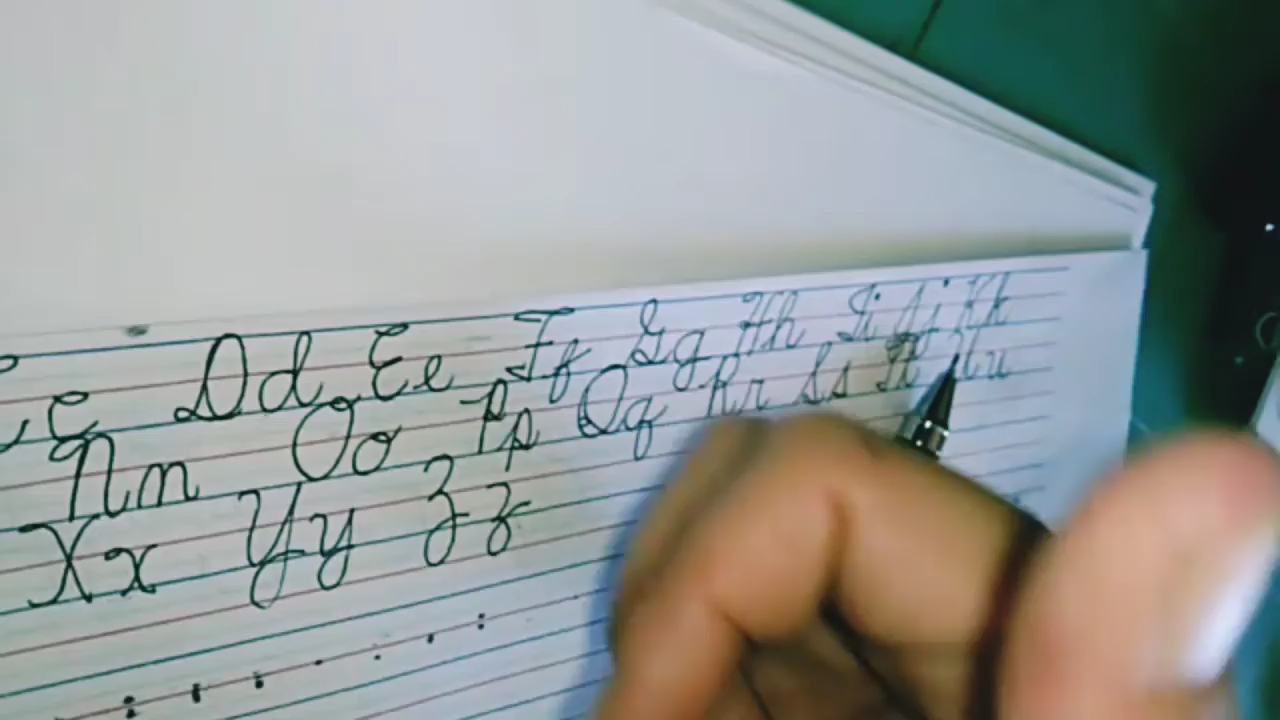 c Dd Ee Ff Gg Hh Ii Jj Kk
Nn Oo Pp Qq Rr Ss Tt Uu
Xx Yy Zz